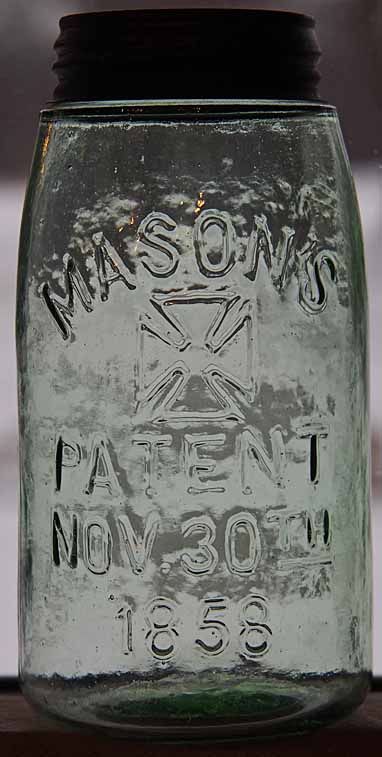 MASON'S
PATENT
NOV. 30TH
1858